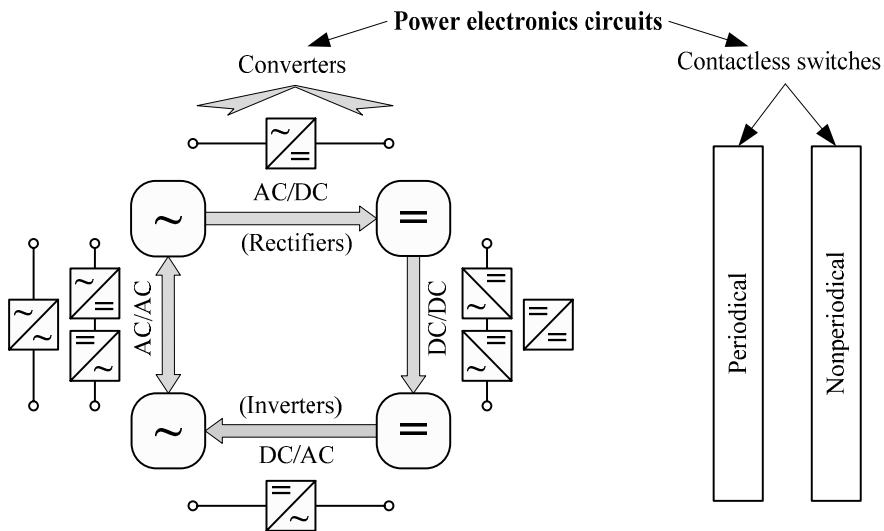 Power electronics circuits
Converters
Contactless switches
~
=
AC/DC
~
=
(Rectifiers)
~
~
~
=
=
~
AC/AC
DC/DC
=
~
~
=
=
=
Periodical
Nonperiodical
(Inverters)
~
=
DC/AC
=
~